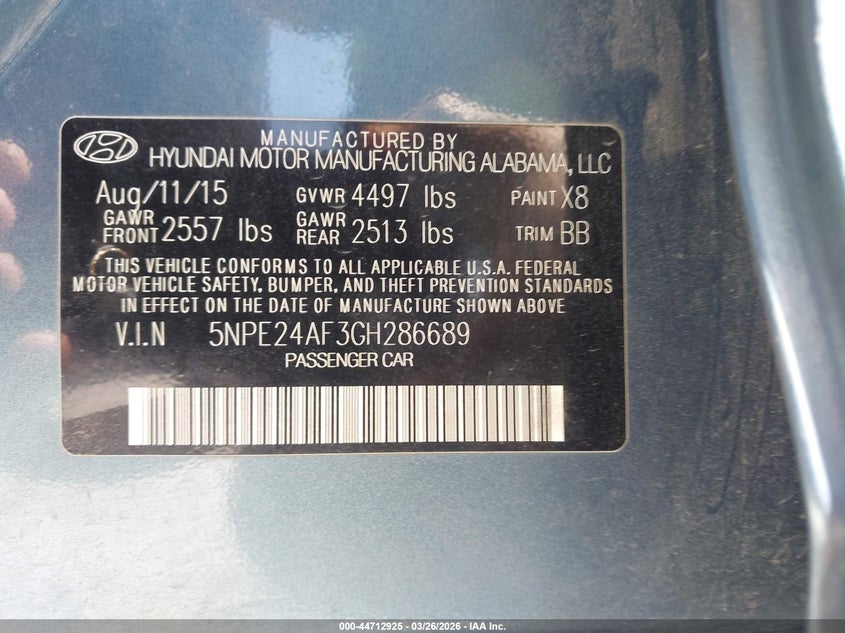 MANUFACTURED BY
HYUNDAI MOTOR MANUFACTURING ALABAMA, LLC
Aug/11/15 GVWR 4497 lbs PAINT X8
GAWR FRONT 2557 lbs GAWR REAR 2513 lbs TRIM BB
THIS VEHICLE CONFORMS TO ALL APPLICABLE U.S.A. FEDERAL
MOTOR VEHICLE SAFETY, BUMPER, AND THEFT PREVENTION STANDARDS
IN EFFECT ON THE DATE OF MANUFACTURE SHOWN ABOVE
V.I.N 5NPE24AF3GH286689
PASSENGER CAR
000-44712925 - 03/26/2026 - IAA Inc.